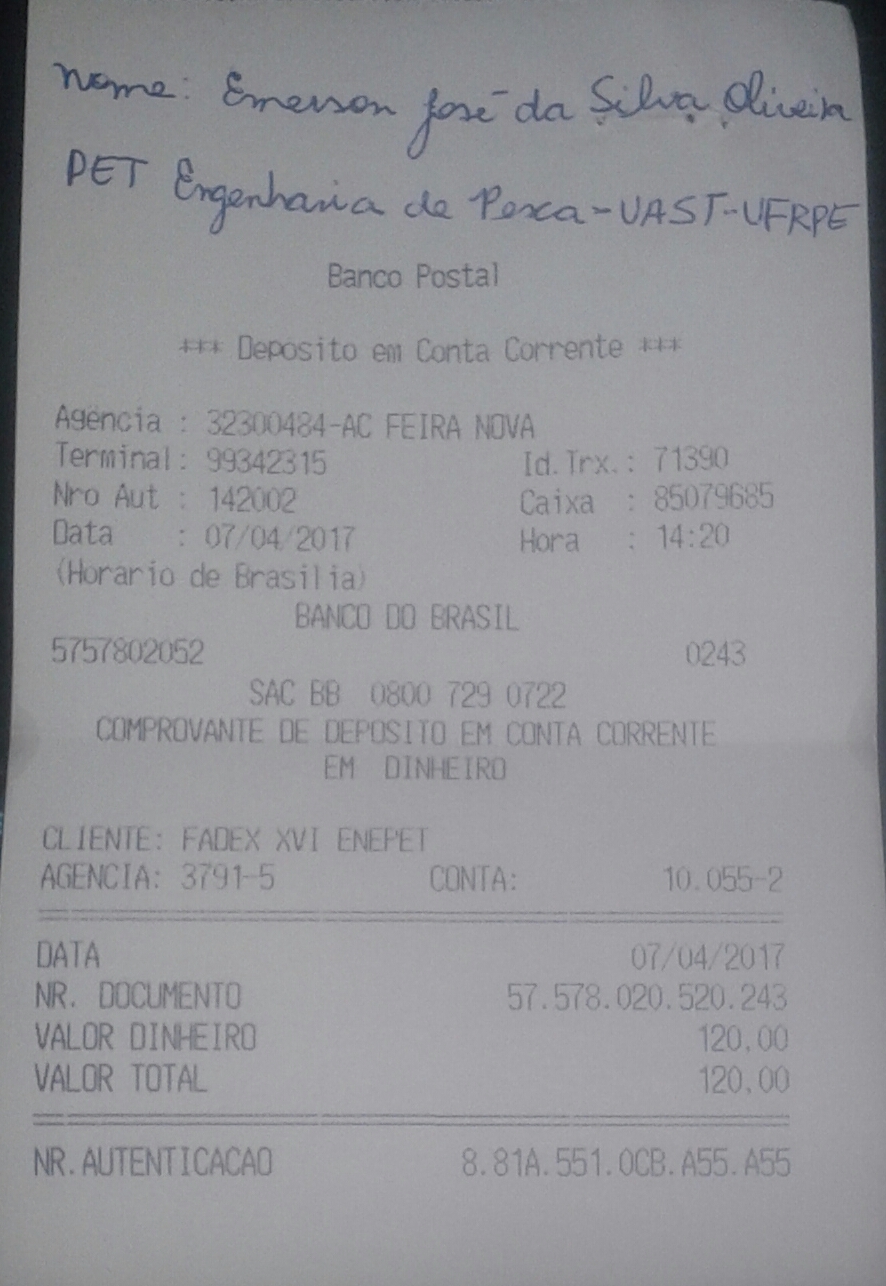 Nome: Emerson José da Silva Oliveira
PET Engenharia de Pesca-UAST-UFRPE
Banco Postal
*** Deposito em Conta Corrente ***
Agência : 32300484-AC FEIRA NOVA
Terminal: 99342315 Id.Trx.: 71390
Nro Aut : 142002 Caixa : 85079685
Data : 07/04/2017 Hora : 14:20
(Horario de Brasilia)
BANCO DO BRASIL
5757802052 0243
SAC BB 0800 729 0722
COMPROVANTE DE DEPOSITO EM CONTA CORRENTE
EM DINHEIRO
CLIENTE: FADEX XVI ENEPET
AGENCIA: 3791-5 CONTA: 10.055-2
DATA 07/04/2017
NR. DOCUMENTO 57.578.020.520.243
VALOR DINHEIRO 120,00
VALOR TOTAL 120,00
NR.AUTENTICACAO 8.81A.551.0CB.A55.A55